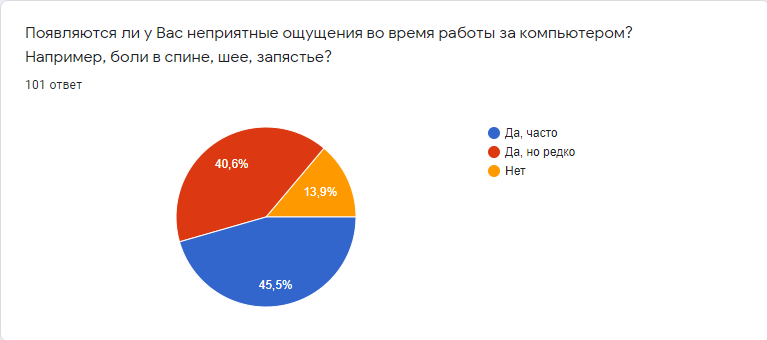 Появляются ли у Вас неприятные ощущения во время работы за компьютером?
Например, боли в спине, шее, запястье?
101 ответ
Да, часто
Да, но редко
Нет
40,6%
13,9%
45,5%